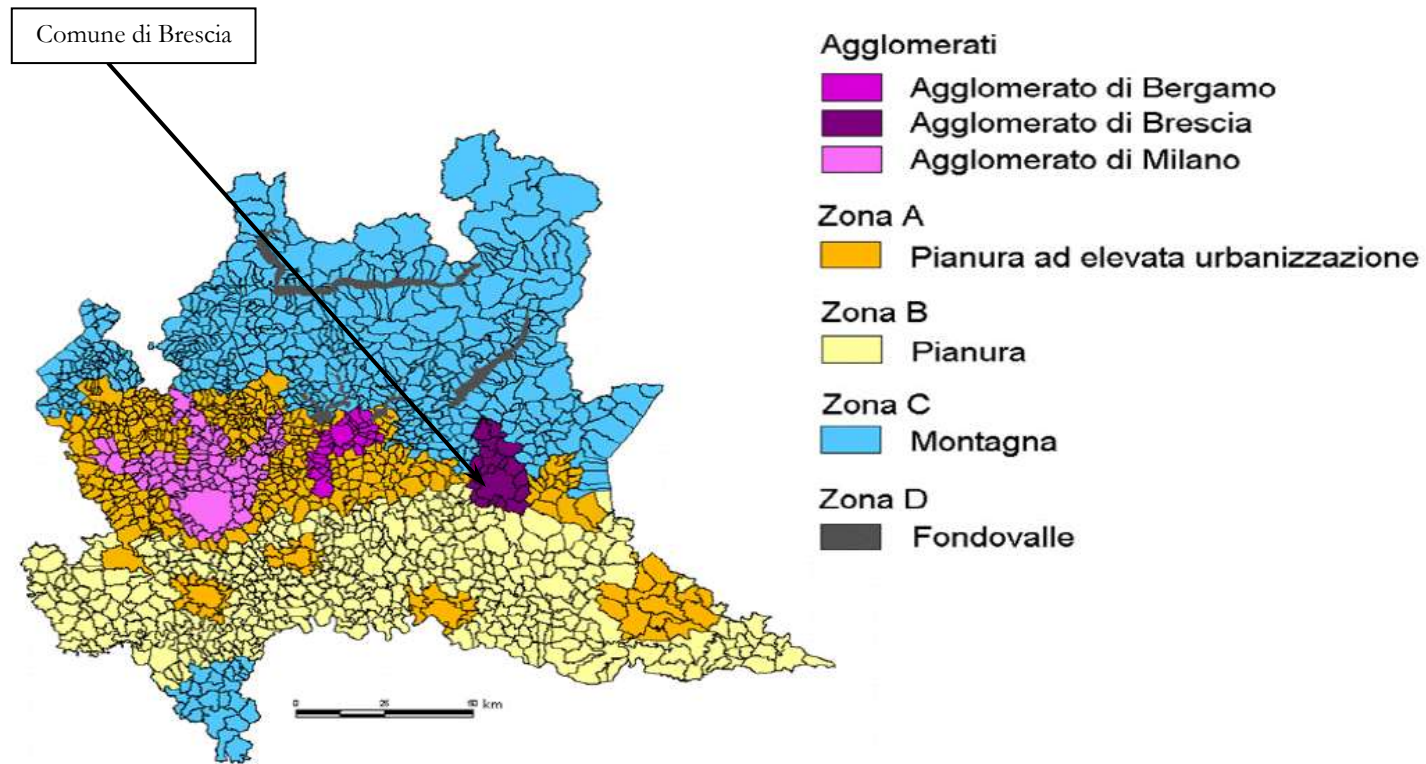 Comune di Brescia
Agglomerati
Agglomerato di Bergamo
Agglomerato di Brescia
Agglomerato di Milano
Zona A
Pianura ad elevata urbanizzazione
Zona B
Pianura
Zona C
Montagna
Zona D
Fondovalle
0 25 50 km